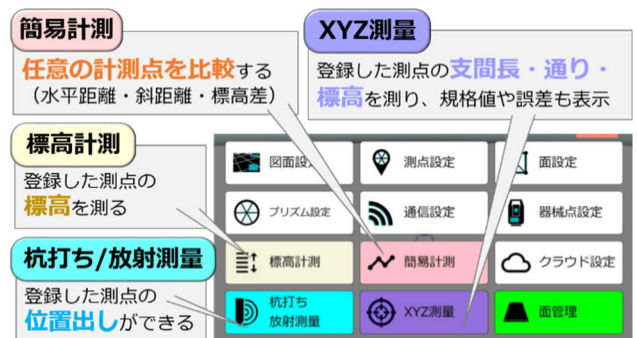 簡易計測
任意の計測点を比較する
（水平距離・斜距離・標高差）
XYZ測量
登録した測点の支間長・通り・
標高を測り、規格値や誤差も表示
標高計測
登録した測点の
標高を測る
杭打ち/放射測量
登録した測点の
位置出しができる
図面設
測点設定
面設定
プリズム設定
通信設定
器械点設定
標高計測
簡易計測
クラウド設定
杭打ち
放射測量
XYZ測量
面管理